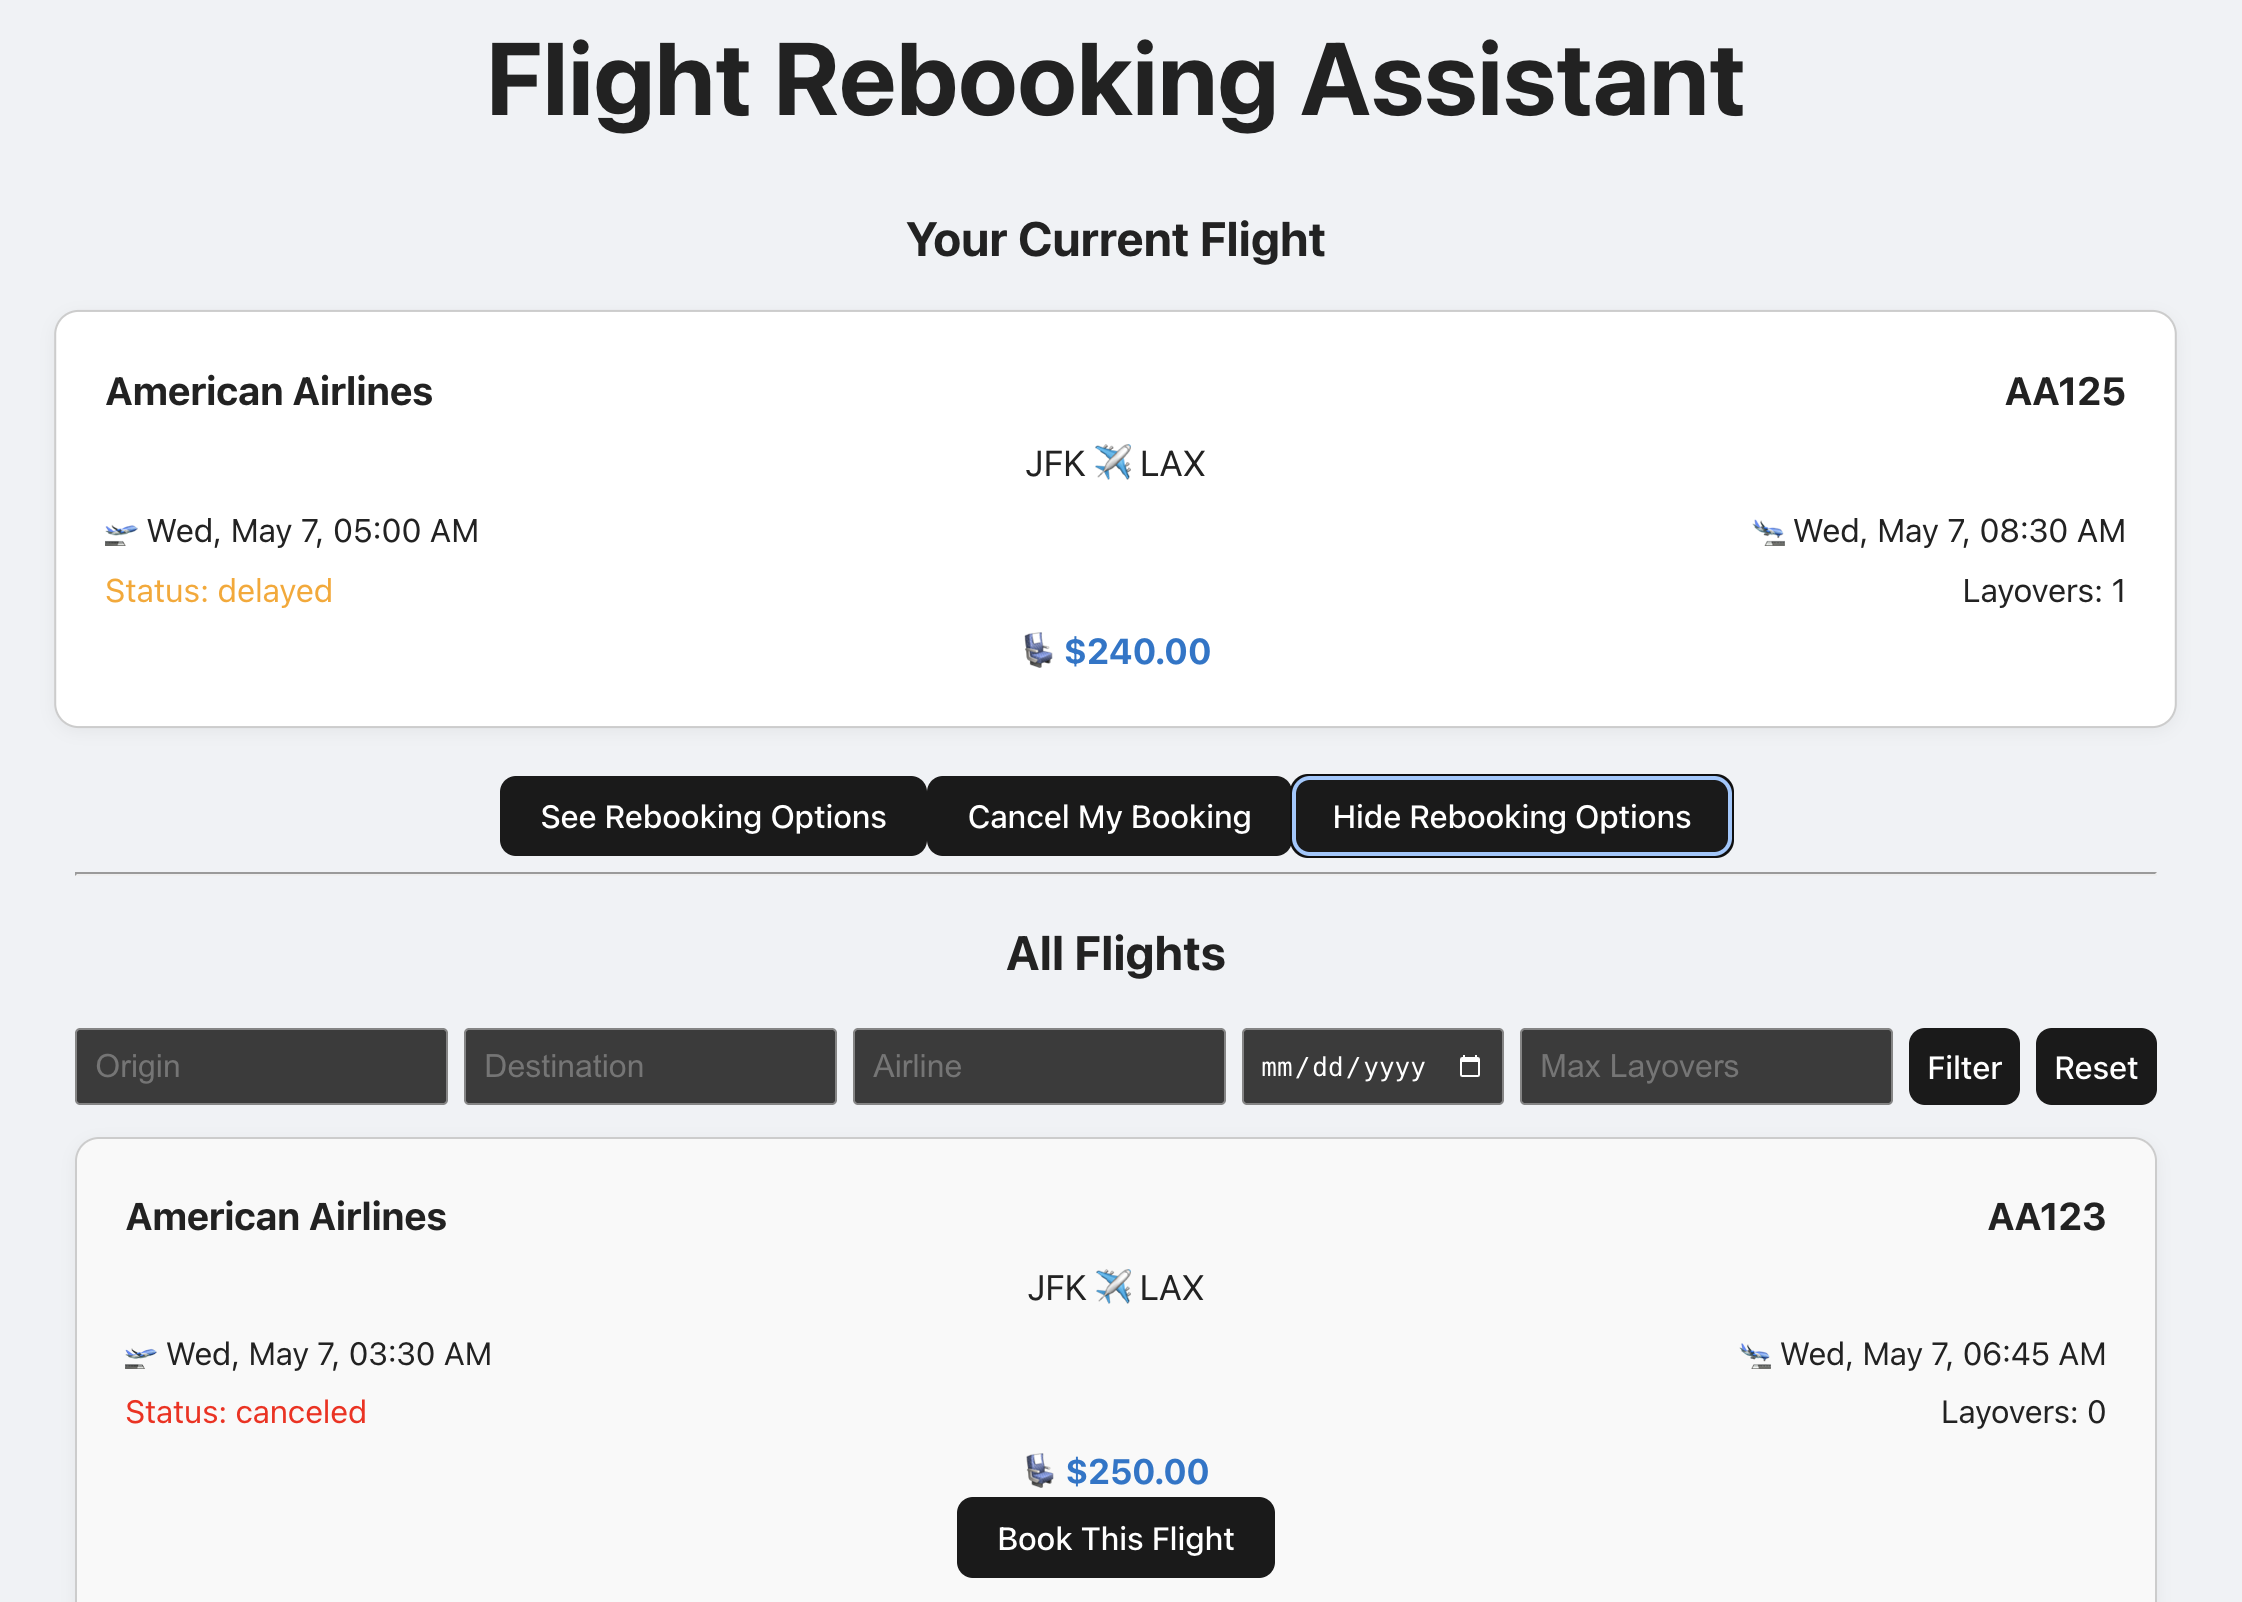 Flight Rebooking Assistant
Your Current Flight
American Airlines AA125
JFK ✈️ LAX
🛫 Wed, May 7, 05:00 AM 🛬 Wed, May 7, 08:30 AM
Status: delayed Layovers: 1
💺 $240.00
See Rebooking Options Cancel My Booking Hide Rebooking Options
All Flights
Origin Destination Airline mm/dd/yyyy Max Layovers Filter Reset
American Airlines AA123
JFK ✈️ LAX
🛫 Wed, May 7, 03:30 AM 🛬 Wed, May 7, 06:45 AM
Status: canceled Layovers: 0
💺 $250.00
Book This Flight